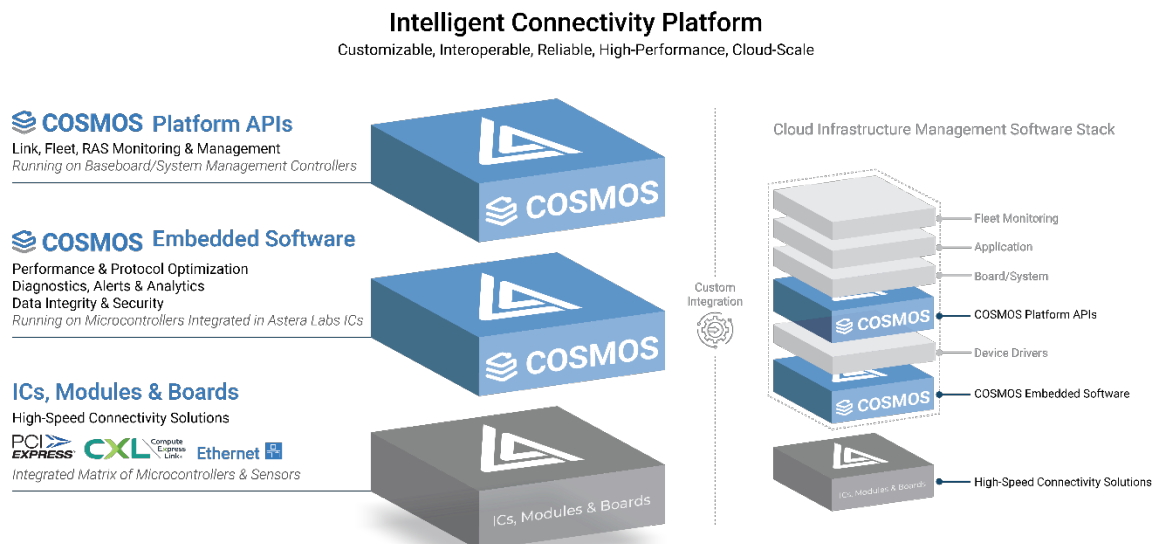 Intelligent Connectivity Platform
Customizable, Interoperable, Reliable, High-Performance, Cloud-Scale
COSMOS Platform APIs
Link, Fleet, RAS Monitoring & Management
Running on Baseboard/System Management Controllers
COSMOS
COSMOS Embedded Software
Performance & Protocol Optimization
Diagnostics, Alerts & Analytics
Data Integrity & Security
Running on Microcontrollers Integrated in Astera Labs ICs
COSMOS
ICs, Modules & Boards
High-Speed Connectivity Solutions
PCI EXPRESS
CXL Compute Express Link
Ethernet
Integrated Matrix of Microcontrollers & Sensors
ICs, Modules & Boards
Custom
Integration
Cloud Infrastructure Management Software Stack
Fleet Monitoring
Application
Board/System
COSMOS
COSMOS Platform APIs
Device Drivers
COSMOS
COSMOS Embedded Software
ICs, Modules & Boards
High-Speed Connectivity Solutions